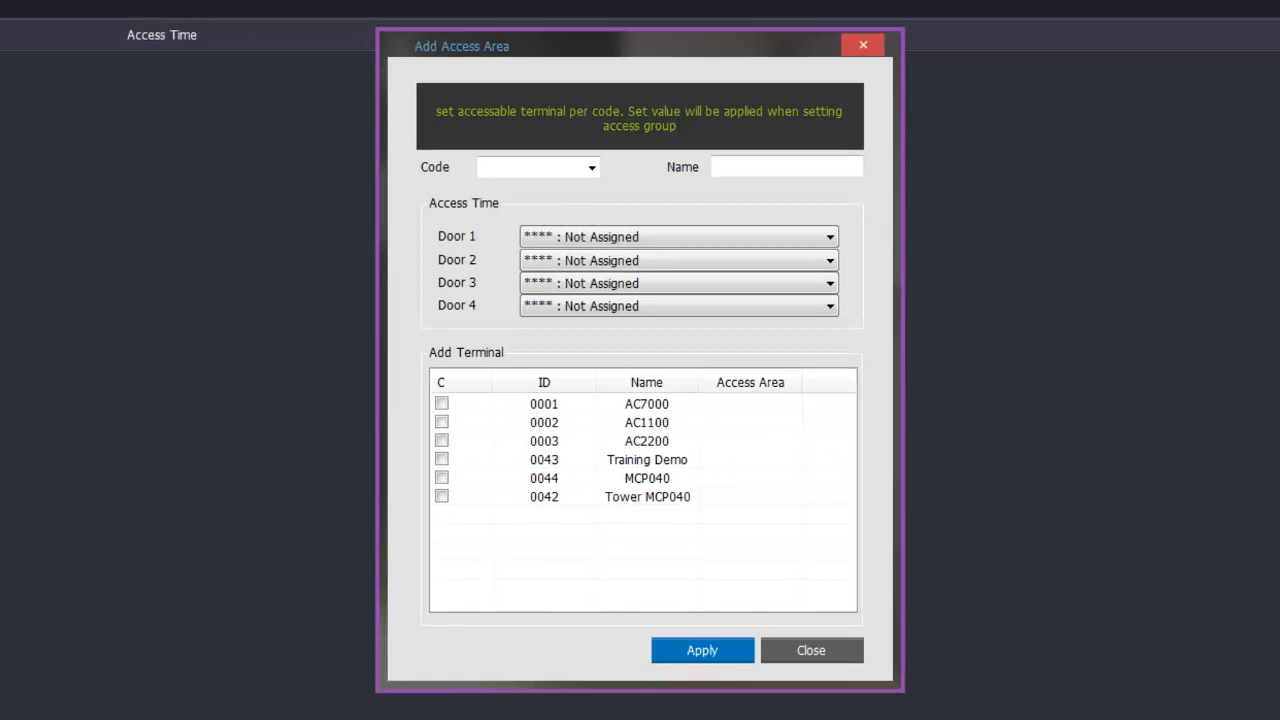 Access Time
Add Access Area
set accessable terminal per code. Set value will be applied when setting
access group
Code
Name
Access Time
Door 1 **** : Not Assigned
Door 2 **** : Not Assigned
Door 3 **** : Not Assigned
Door 4 **** : Not Assigned
Add Terminal
C ID Name Access Area
0001 AC7000
0002 AC1100
0003 AC2200
0043 Training Demo
0044 MCP040
0042 Tower MCP040
Apply Close